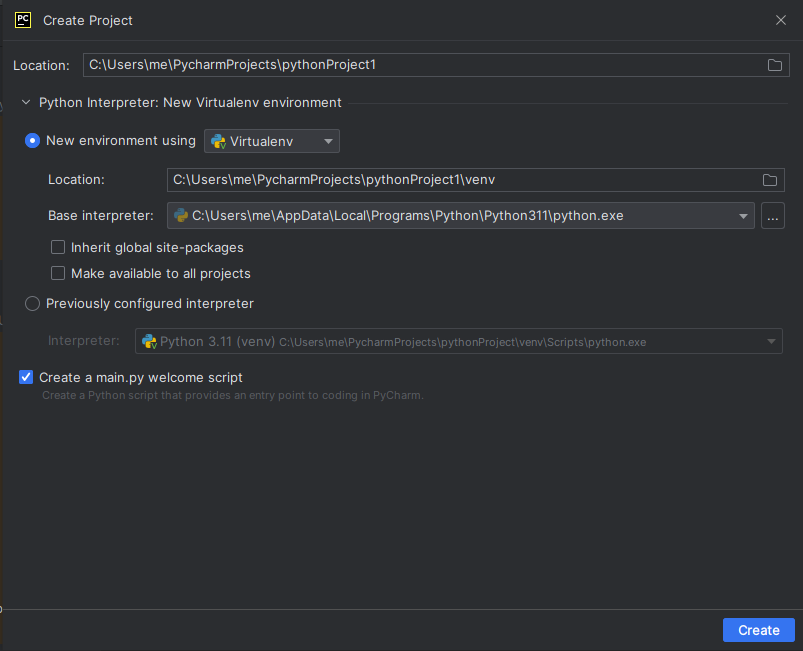 PC Create Project
Location: C:\Users\me\PycharmProjects\pythonProject1
Python Interpreter: New Virtualenv environment
New environment using Virtualenv
Location: C:\Users\me\PycharmProjects\pythonProject1\venv
Base interpreter: C:\Users\me\AppData\Local\Programs\Python\Python311\python.exe ...
Inherit global site-packages
Make available to all projects
Previously configured interpreter
Interpreter: Python 3.11 (venv) C:\Users\me\PycharmProjects\pythonProject\venv\Scripts\python.exe
Create a main.py welcome script
Create a Python script that provides an entry point to coding in PyCharm.
Create